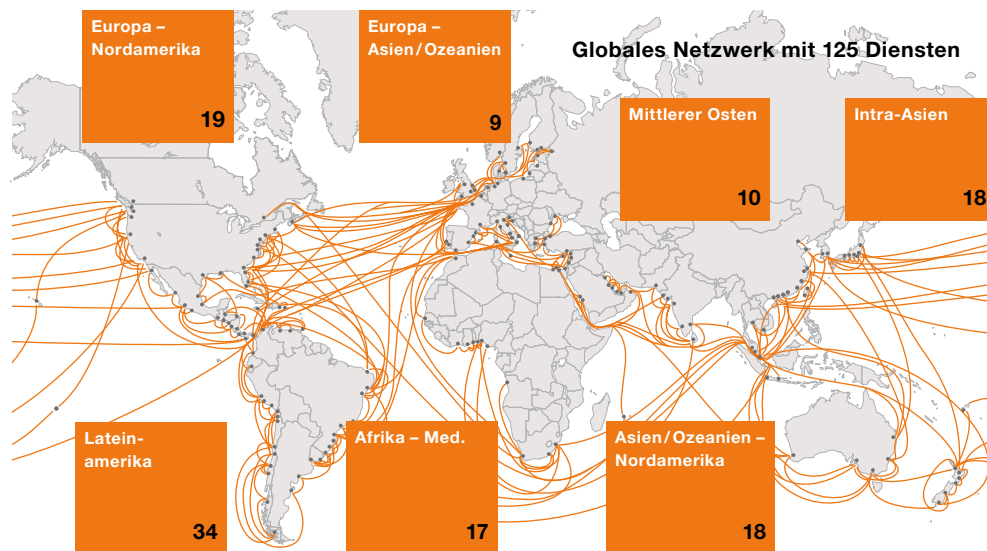 Europa –
Nordamerika
19
Europa –
Asien/Ozeanien
9
Globales Netzwerk mit 125 Diensten
Mittlerer Osten
10
Intra-Asien
18
Latein-
amerika
34
Afrika – Med.
17
Asien/Ozeanien –
Nordamerika
18